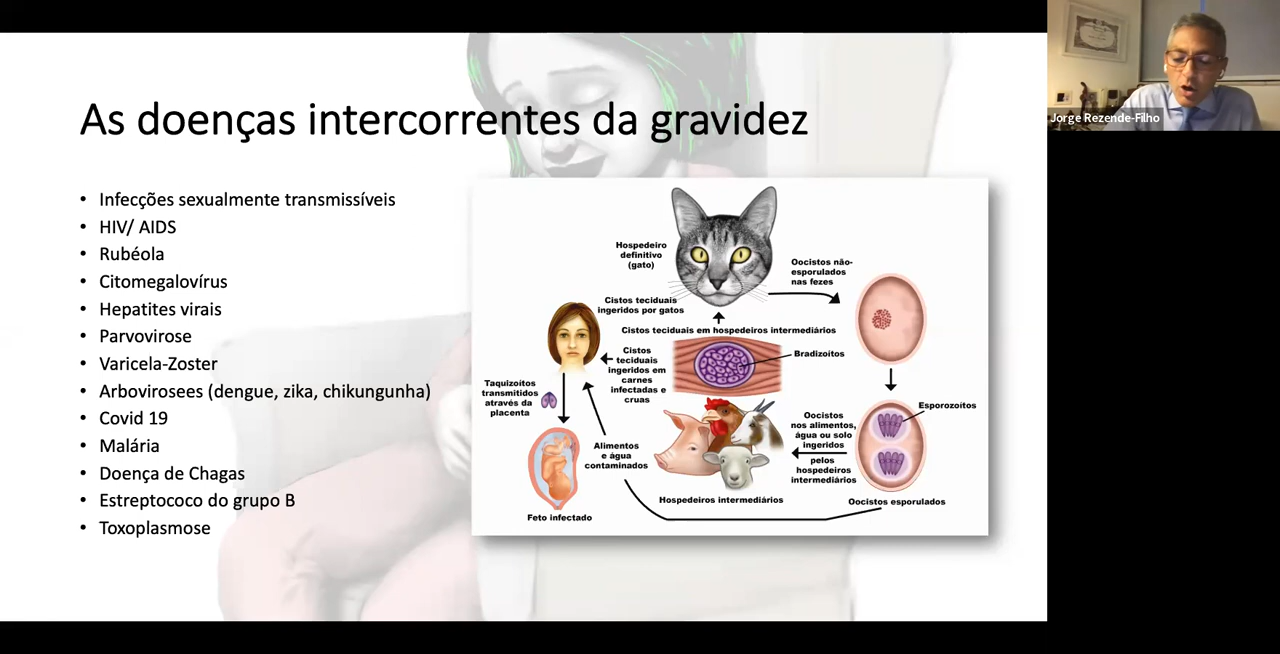 As doenças intercorrentes da gravidez
Jorge Rezende-Filho
• Infecções sexualmente transmissíveis
• HIV/ AIDS
• Rubéola
• Citomegalovírus
• Hepatites virais
• Parvovirose
• Varicela-Zoster
• Arbovirosees (dengue, zika, chikungunha)
• Covid 19
• Malária
• Doença de Chagas
• Estreptococo do grupo B
• Toxoplasmose
Hospedeiro
definitivo
(gato)
Oocistos não-
esporulados
nas fezes
Cistos teciduais
ingeridos por gatos
Cistos teciduais em hospedeiros intermediários
Bradizoítos
Cistos
teciduais
ingeridos em
carnes
infectadas e
cruas
Taquizoítos
transmitidos
através da
placenta
Esporozoítos
Oocistos
nos alimentos,
água ou solo
ingeridos
pelos
hospedeiros
intermediários
Alimentos
e água
contaminados
Hospedeiros intermediários
Oocistos esporulados
Feto infectado